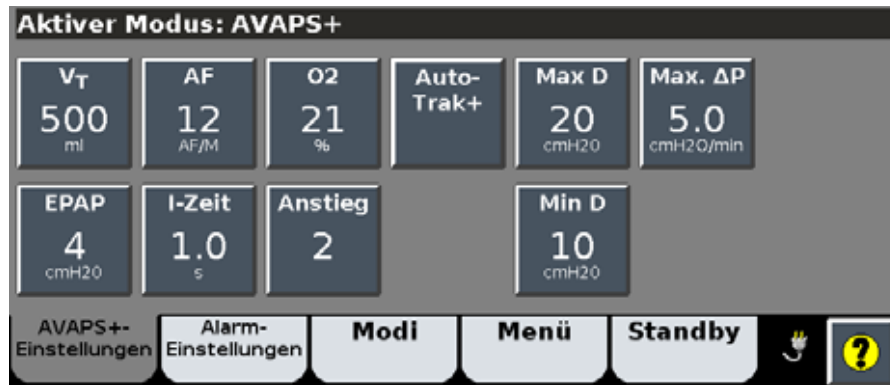 Aktiver Modus: AVAPS+
VT AF O2 Auto- Max D Max. ΔP
Trak+
500 12 21 20 5.0
ml AF/M % cmH2O cmH2O/min
EPAP I-Zeit Anstieg Min D
4 1.0 2 10
cmH2O s cmH2O
AVAPS+- Alarm- Modi Menü Standby
Einstellungen Einstellungen
?